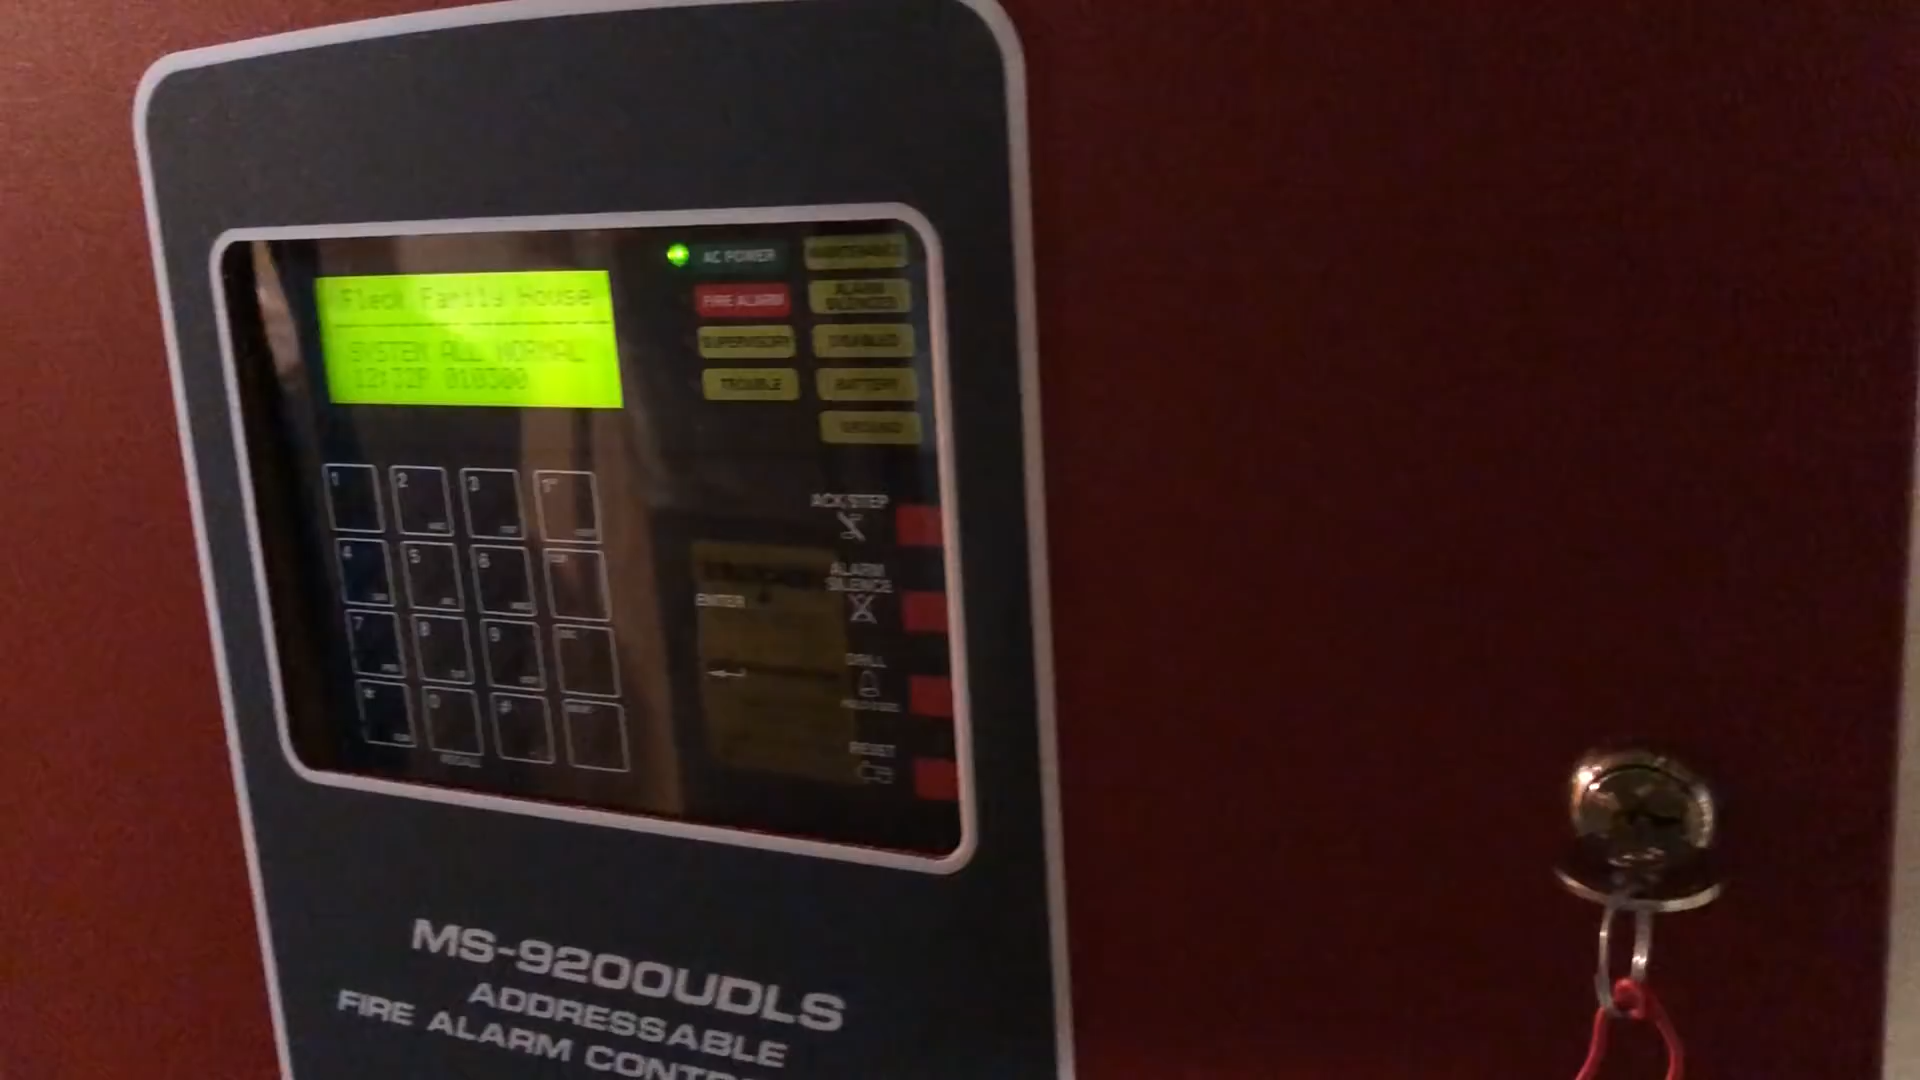 Fleck Family House
SYSTEM ALL NORMAL
AC POWER
MAINTENANCE
FIRE ALARM
ALARM
SILENCED
SUPERVISORY
DISABLED
TROUBLE
BATTERY
GROUND
1
2
3
4
5
6
7
8
9
*
0
#
RECALL
ENTER
ACK/STEP
ALARM
SILENCE
DRILL
RESET
MS-9200UDLS
ADDRESSABLE
FIRE ALARM